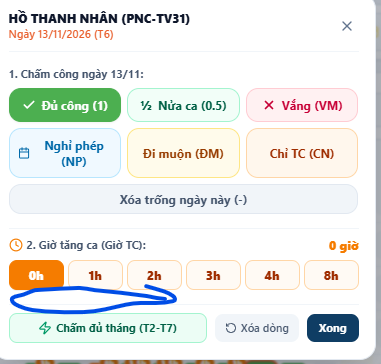 HỒ THANH NHÂN (PNC-TV31)
Ngày 13/11/2026 (T6)
1. Chấm công ngày 13/11:
Đủ công (1)
½ Nửa ca (0.5)
Vắng (VM)
Nghỉ phép
(NP)
Đi muộn (ĐM)
Chỉ TC (CN)
Xóa trống ngày này (-)
2. Giờ tăng ca (Giờ TC):
0 giờ
0h
1h
2h
3h
4h
8h
Chấm đủ tháng (T2-T7)
Xóa dòng
Xong